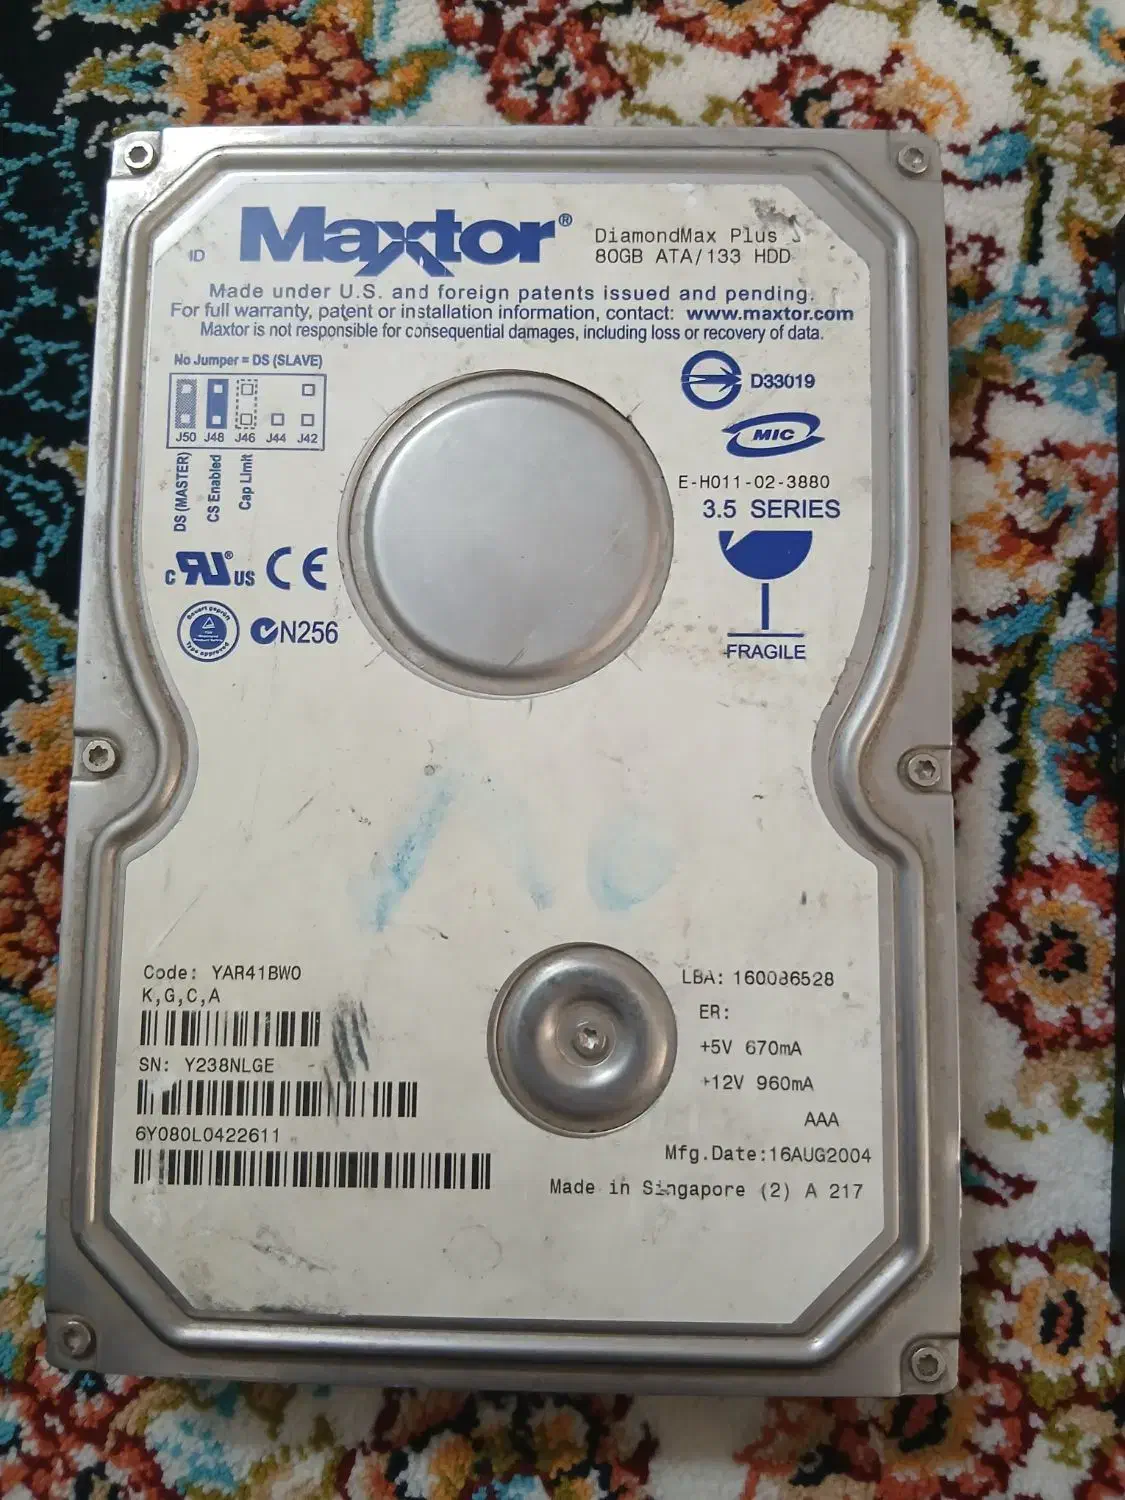 Maxtor®
ID
DiamondMax Plus
80GB ATA/133 HDD
Made under U.S. and foreign patents issued and pending.
For full warranty, patent or installation information, contact: www.maxtor.com
Maxtor is not responsible for consequential damages, including loss or recovery of data.
No Jumper = DS (SLAVE)
J50 J48 J46 J44 J42
DS (MASTER)
CS Enabled
Cap Limit
D33019
MIC
E-H011-02-3880
3.5 SERIES
FRAGILE
c RU® US CE
N256
Code: YAR41BW0
K,G,C,A
SN: Y238NLGE
6Y080L0422611
LBA: 160086528
ER:
+5V 670mA
+12V 960mA
AAA
Mfg.Date:16AUG2004
Made in Singapore (2) A 217